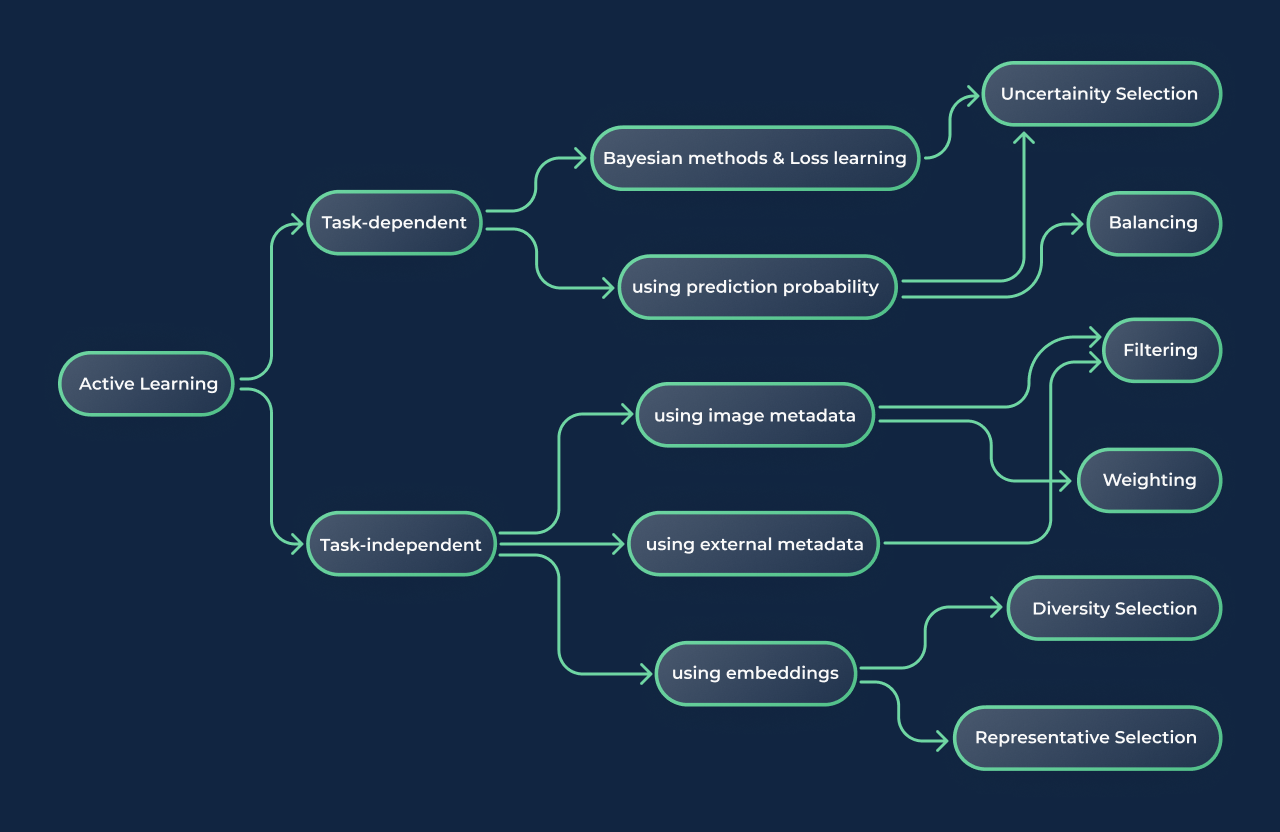 Active Learning
Task-dependent
Task-independent
Bayesian methods & Loss learning
using prediction probability
using image metadata
using external metadata
using embeddings
Uncertainity Selection
Balancing
Filtering
Weighting
Diversity Selection
Representative Selection